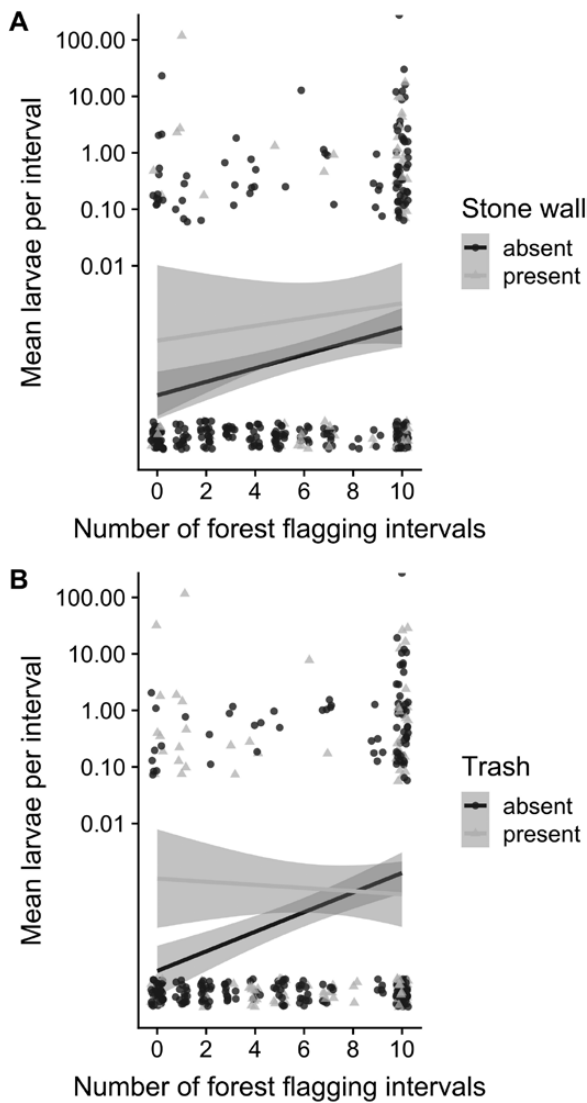 A
100.00
10.00
1.00
0.10
0.01
Mean larvae per interval
Stone wall
absent
present
0 2 4 6 8 10
Number of forest flagging intervals
B
100.00
10.00
1.00
0.10
0.01
Mean larvae per interval
Trash
absent
present
0 2 4 6 8 10
Number of forest flagging intervals